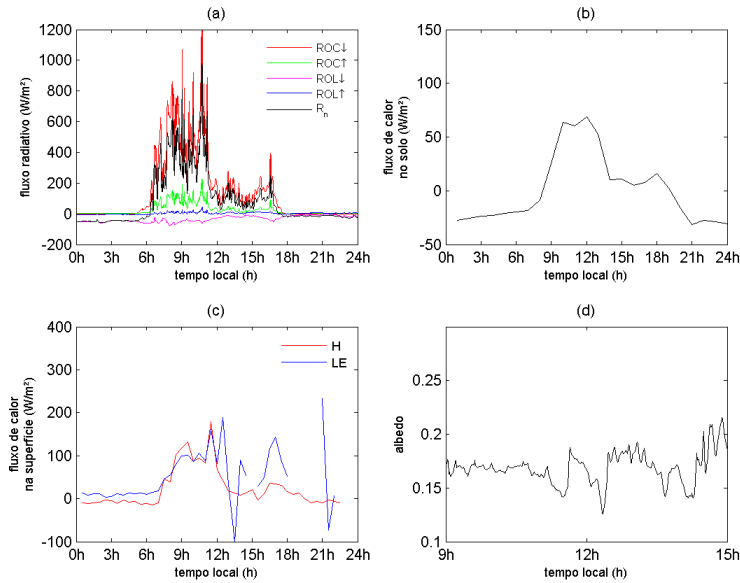 (a)
fluxo radiativo (W/m²)
1200
1000
800
600
400
200
0
-200
ROC↓
ROC↑
ROL↓
ROL↑
Rn
0h 3h 6h 9h 12h 15h 18h 21h 24h
tempo local (h)
(b)
fluxo de calor
no solo (W/m²)
150
100
50
0
-50
0h 3h 6h 9h 12h 15h 18h 21h 24h
tempo local (h)
(c)
fluxo de calor
na superfície (W/m²)
400
300
200
100
0
-100
H
LE
0h 3h 6h 9h 12h 15h 18h 21h 24h
tempo local (h)
(d)
albedo
0.25
0.2
0.15
0.1
9h 12h 15h
tempo local (h)